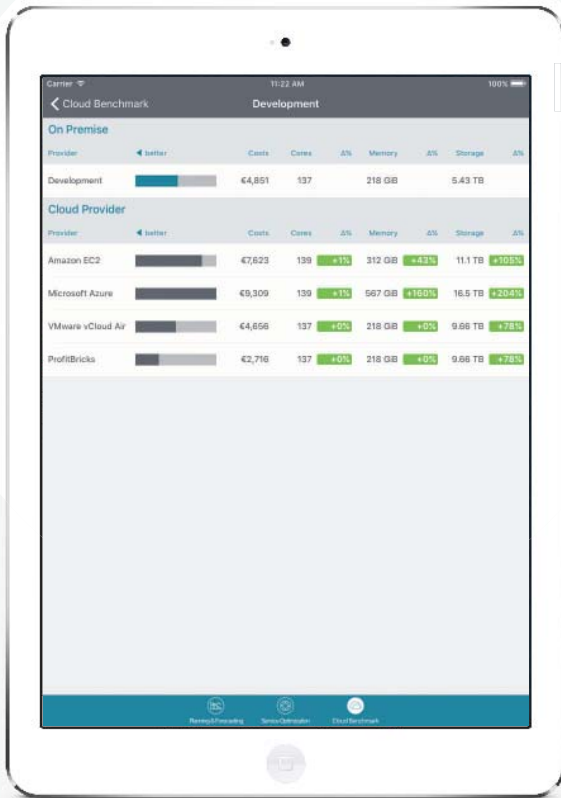 Carrier 11:22 AM 100%
Cloud Benchmark Development
On Premise
Provider better Costs Cores Δ% Memory Δ% Storage Δ%
Development €4,851 137 218 GiB 5.43 TB
Cloud Provider
Provider better Costs Cores Δ% Memory Δ% Storage Δ%
Amazon EC2 €7,623 139 +1% 312 GiB +43% 11.1 TB +105%
Microsoft Azure €9,309 139 +1% 567 GiB +160% 16.5 TB +204%
VMware vCloud Air €4,656 137 +0% 218 GiB +0% 9.66 TB +78%
ProfitBricks €2,716 137 +0% 218 GiB +0% 9.66 TB +78%
Planning & Forecasting Service Optimization Cloud Benchmark